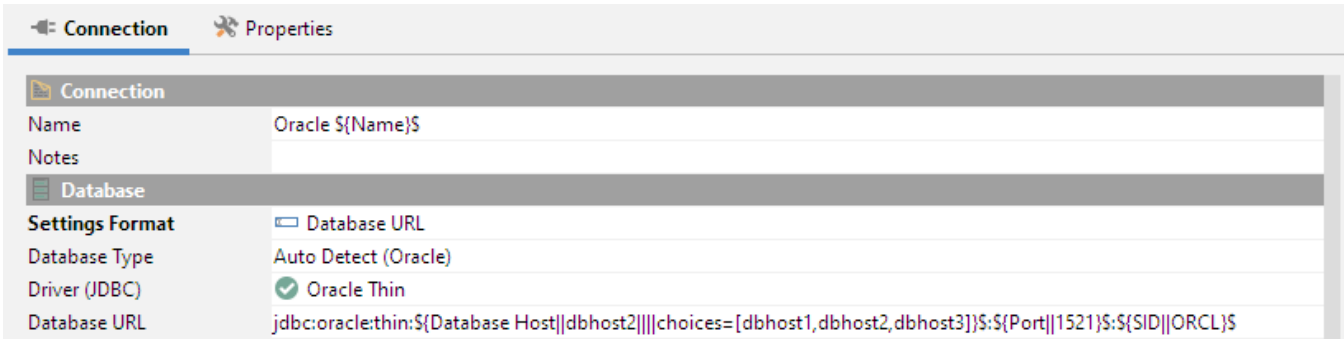 Connection Properties
Connection
Name Oracle ${Name}$
Notes
Database
Settings Format Database URL
Database Type Auto Detect (Oracle)
Driver (JDBC) Oracle Thin
Database URL jdbc:oracle:thin:${Database Host||dbhost2||||choices=[dbhost1,dbhost2,dbhost3]}$:${Port||1521}$:${SID||ORCL}$